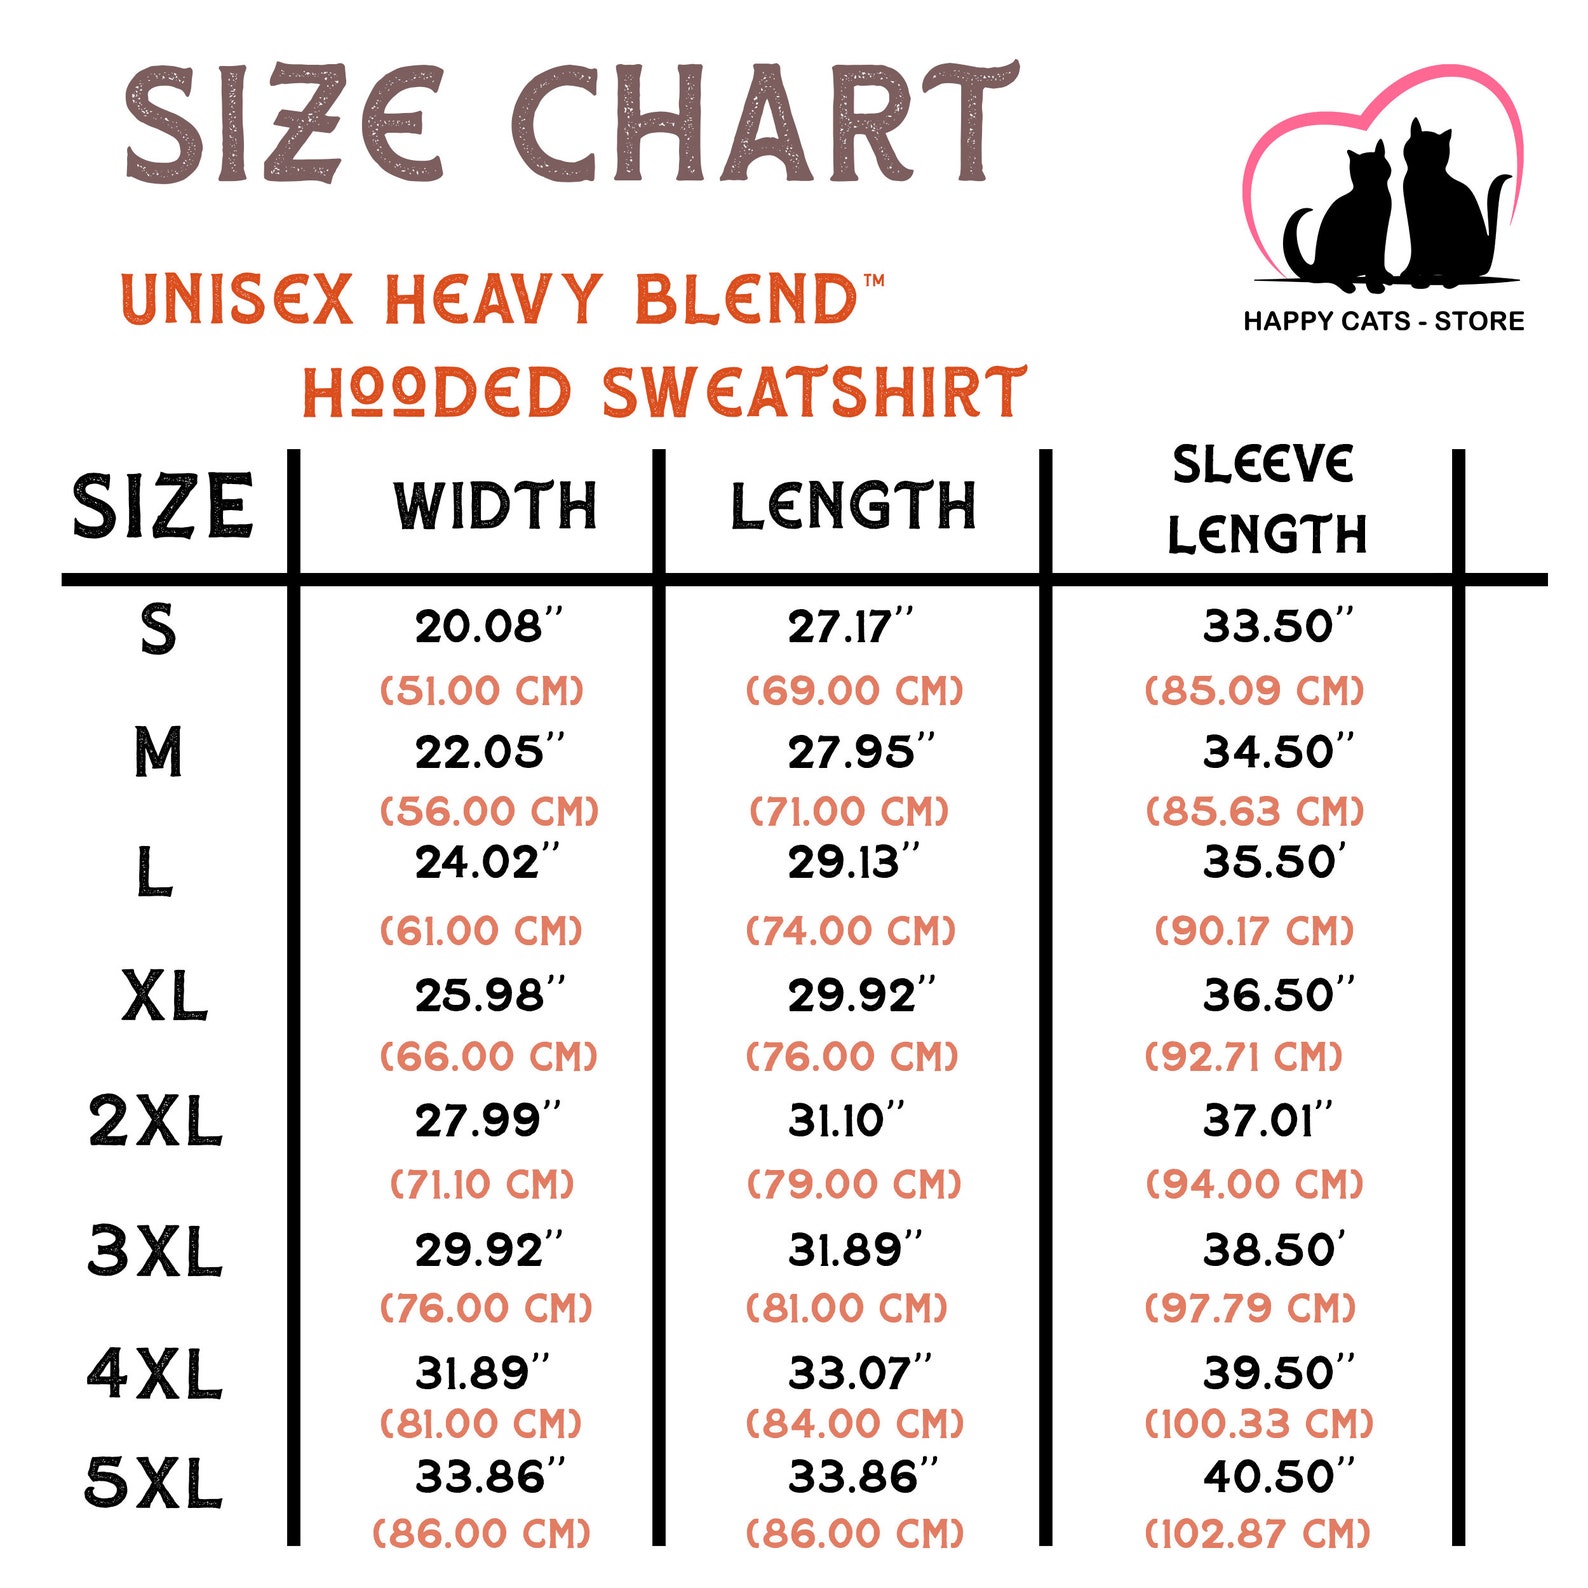 SIZE CHART
HAPPY CATS - STORE
UNISEX HEAVY BLEND™
HOODED SWEATSHIRT
SIZE WIDTH LENGTH SLEEVE LENGTH
S 20.08’’ 27.17’’ 33.50’’
(51.00 CM) (69.00 CM) (85.09 CM)
M 22.05’’ 27.95’’ 34.50’’
(56.00 CM) (71.00 CM) (85.63 CM)
L 24.02’’ 29.13’’ 35.50’
(61.00 CM) (74.00 CM) (90.17 CM)
XL 25.98’’ 29.92’’ 36.50’’
(66.00 CM) (76.00 CM) (92.71 CM)
2XL 27.99’’ 31.10’’ 37.01’’
(71.10 CM) (79.00 CM) (94.00 CM)
3XL 29.92’’ 31.89’’ 38.50’
(76.00 CM) (81.00 CM) (97.79 CM)
4XL 31.89’’ 33.07’’ 39.50’’
(81.00 CM) (84.00 CM) (100.33 CM)
5XL 33.86’’ 33.86’’ 40.50’’
(86.00 CM) (86.00 CM) (102.87 CM)